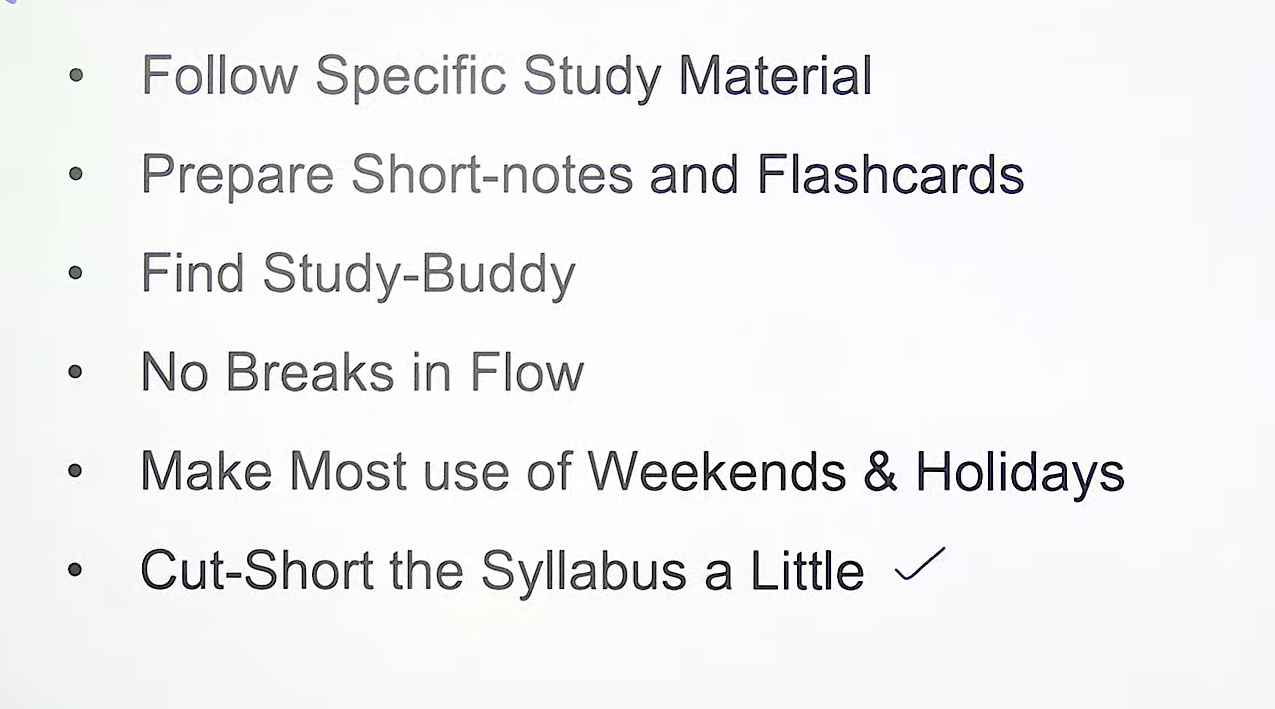 • Follow Specific Study Material
• Prepare Short-notes and Flashcards
• Find Study-Buddy
• No Breaks in Flow
• Make Most use of Weekends & Holidays
• Cut-Short the Syllabus a Little ✓